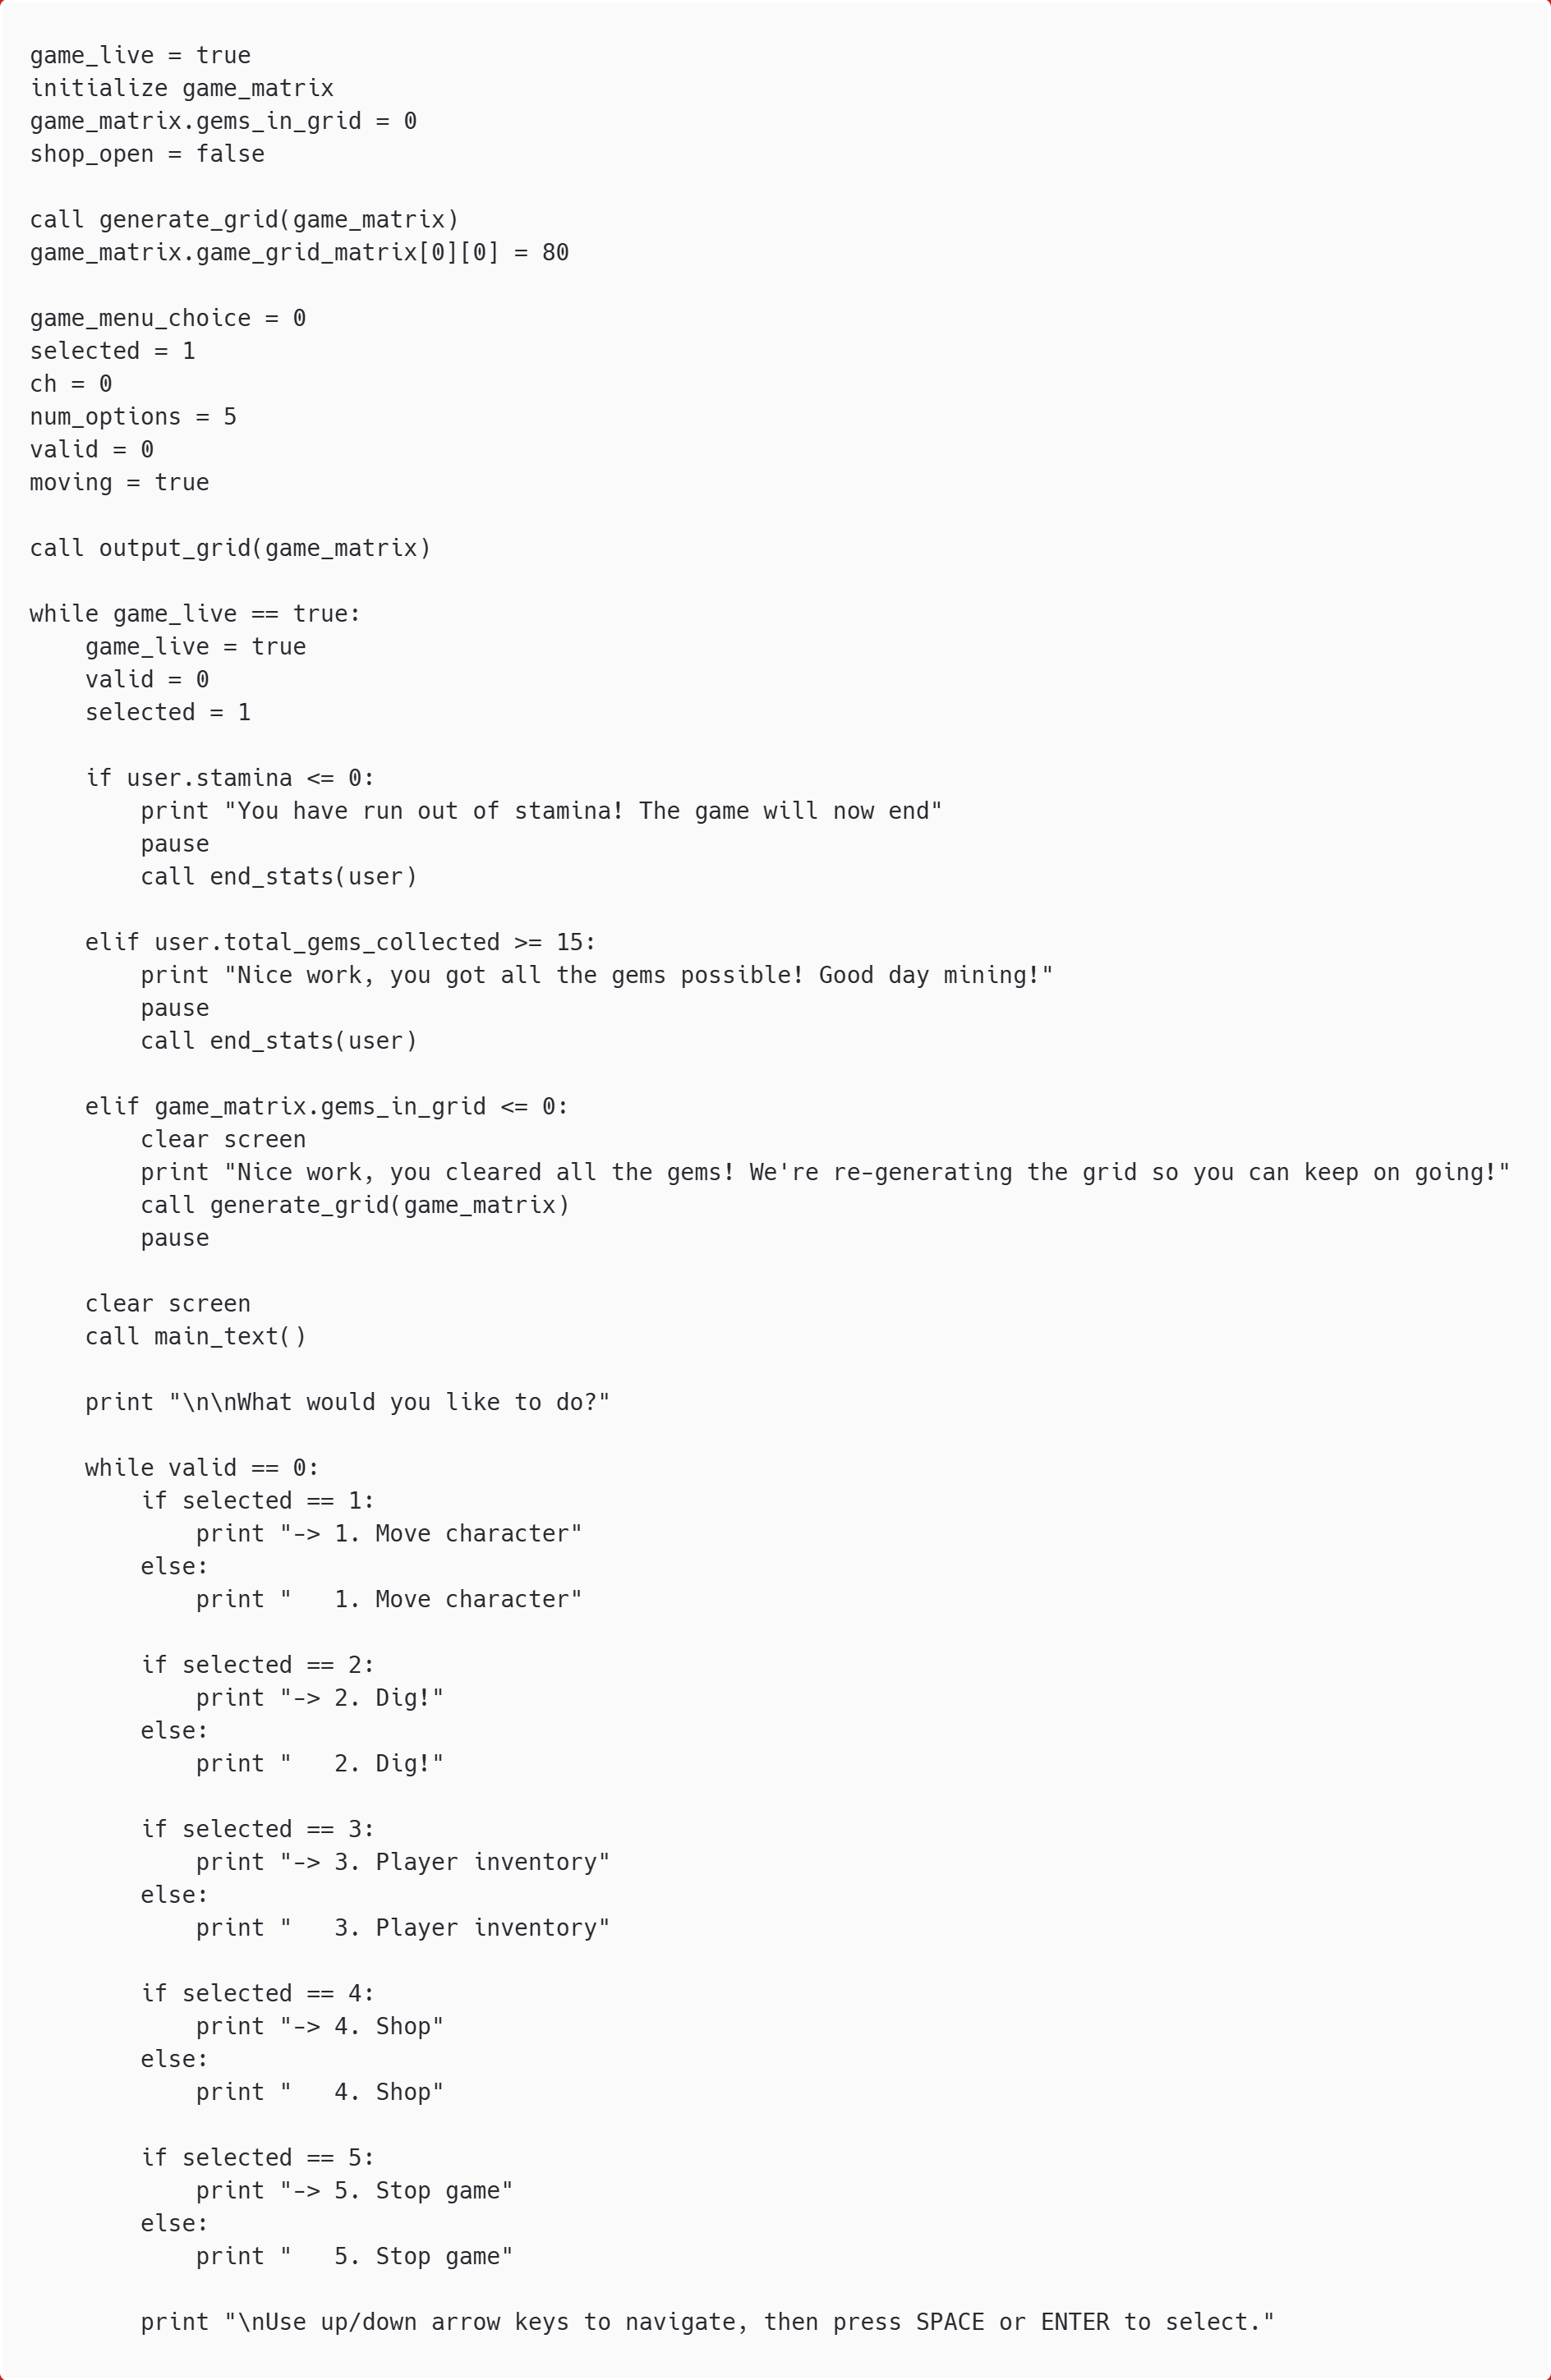 game_live = true
initialize game_matrix
game_matrix.gems_in_grid = 0
shop_open = false

call generate_grid(game_matrix)
game_matrix.game_grid_matrix[0][0] = 80

game_menu_choice = 0
selected = 1
ch = 0
num_options = 5
valid = 0
moving = true

call output_grid(game_matrix)

while game_live == true:
    game_live = true
    valid = 0
    selected = 1

    if user.stamina <= 0:
        print "You have run out of stamina! The game will now end"
        pause
        call end_stats(user)

    elif user.total_gems_collected >= 15:
        print "Nice work, you got all the gems possible! Good day mining!"
        pause
        call end_stats(user)

    elif game_matrix.gems_in_grid <= 0:
        clear screen
        print "Nice work, you cleared all the gems! We're re-generating the grid so you can keep on going!"
        call generate_grid(game_matrix)
        pause

    clear screen
    call main_text()

    print "\n\nWhat would you like to do?"

    while valid == 0:
        if selected == 1:
            print "-> 1. Move character"
        else:
            print "   1. Move character"

        if selected == 2:
            print "-> 2. Dig!"
        else:
            print "   2. Dig!"

        if selected == 3:
            print "-> 3. Player inventory"
        else:
            print "   3. Player inventory"

        if selected == 4:
            print "-> 4. Shop"
        else:
            print "   4. Shop"

        if selected == 5:
            print "-> 5. Stop game"
        else:
            print "   5. Stop game"

        print "\nUse up/down arrow keys to navigate, then press SPACE or ENTER to select."